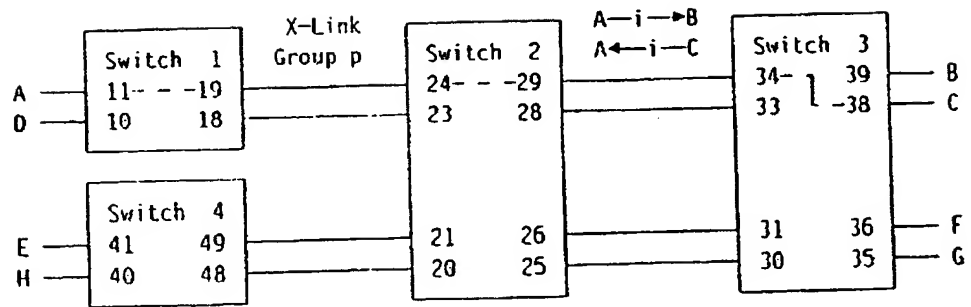 X-Link
Group p
A—i—►B
A◄—i—C
Switch 1
11- - -19
10 18
Switch 2
24- - -29
23 28
21 26
20 25
Switch 3
34- 39
33 -38
31 36
30 35
Switch 4
41 49
40 48
A
D
E
H
B
C
F
G